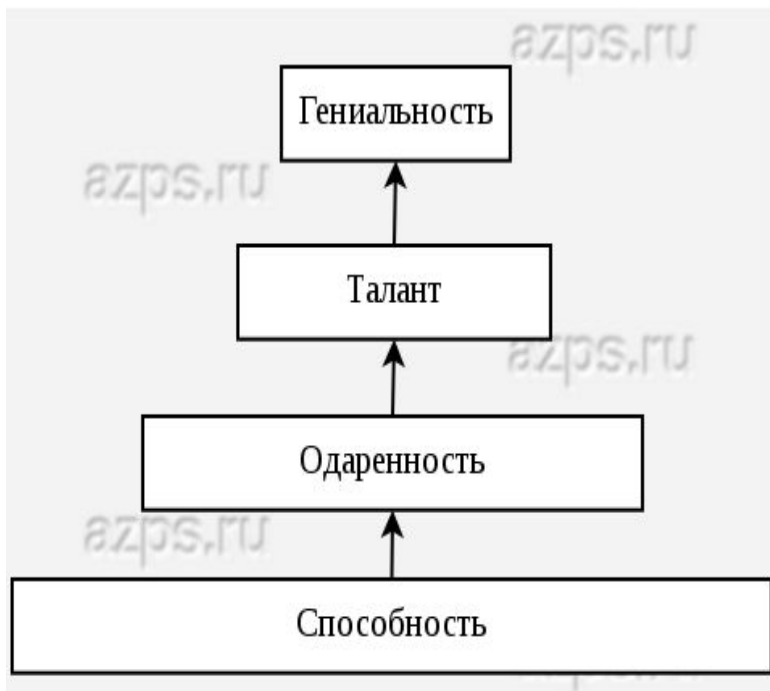 azps.ru
Гениальность
azps.ru
Талант
azps.ru
Одаренность
azps.ru
Способность